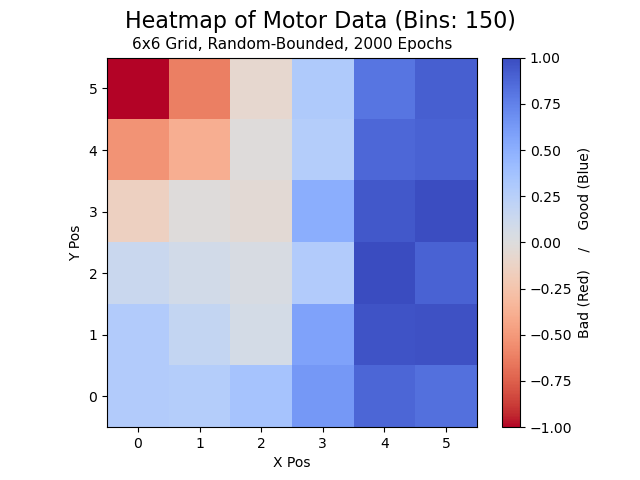 Heatmap of Motor Data (Bins: 150)
6x6 Grid, Random-Bounded, 2000 Epochs
Y Pos
5
4
3
2
1
0
0 1 2 3 4 5
X Pos
1.00
0.75
0.50
0.25
0.00
−0.25
−0.50
−0.75
−1.00
Bad (Red) / Good (Blue)